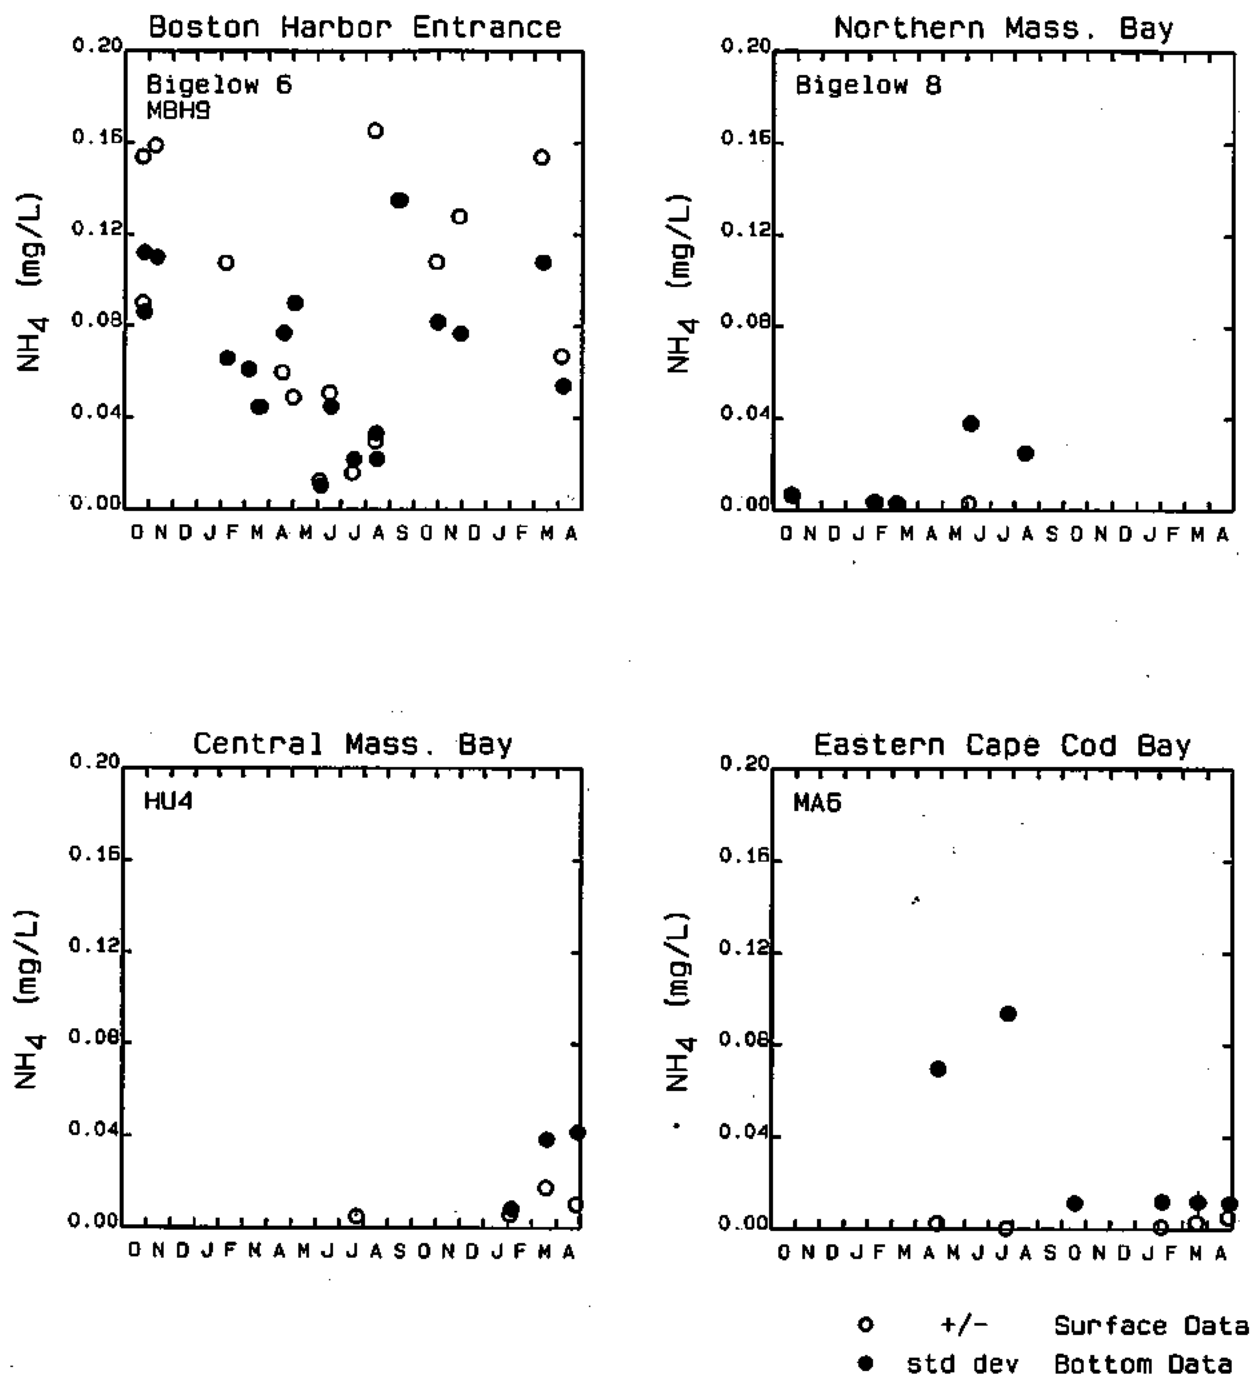 Boston Harbor Entrance
0.20
Bigelow 6
MBH9
0.16
0.12
0.08
0.04
0.00
NH4 (mg/L)
O N D J F M A M J J A S O N D J F M A
Northern Mass. Bay
0.20
Bigelow 8
0.16
0.12
0.08
0.04
0.00
NH4 (mg/L)
O N D J F M A M J J A S O N D J F M A
Central Mass. Bay
0.20
HU4
0.16
0.12
0.08
0.04
0.00
NH4 (mg/L)
O N D J F M A M J J A S O N D J F M A
Eastern Cape Cod Bay
0.20
MA6
0.16
0.12
0.08
0.04
0.00
NH4 (mg/L)
O N D J F M A M J J A S O N D J F M A
+/- Surface Data
std dev Bottom Data